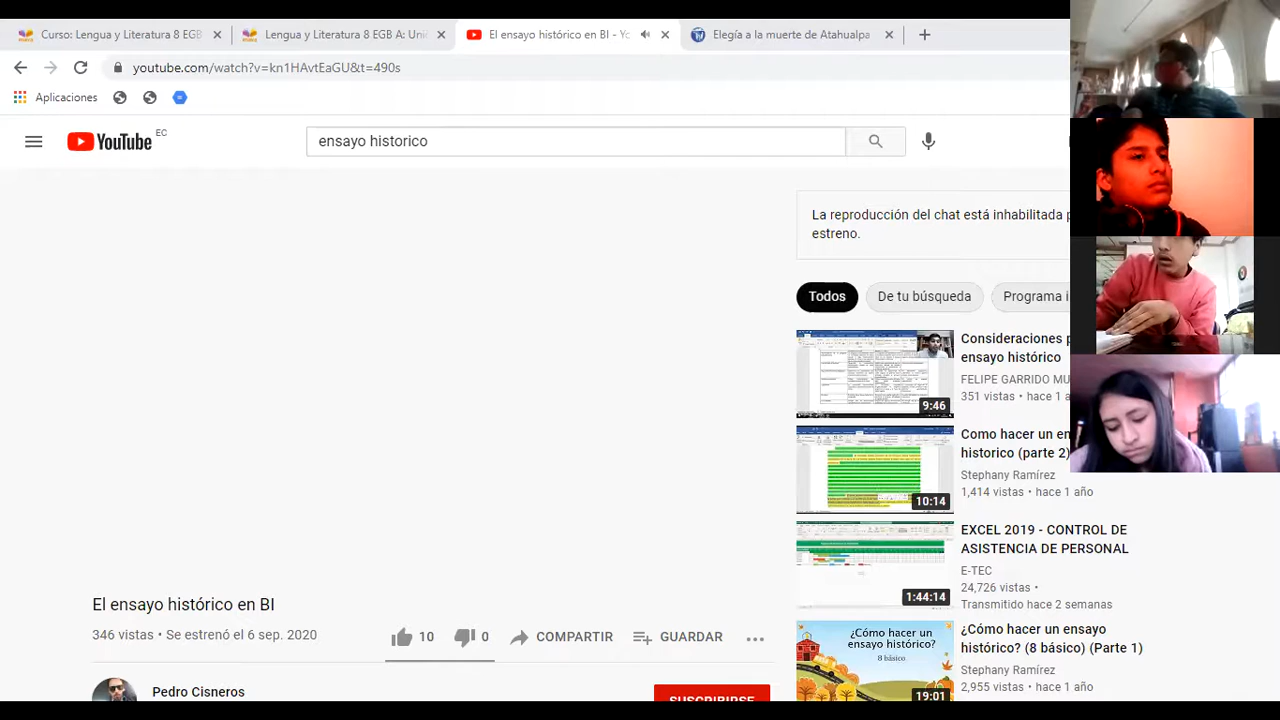 Curso: Lengua y Literatura 8 EGB
Lengua y Literatura 8 EGB A: Uni
El ensayo histórico en BI - Yo
Elegía a la muerte de Atahualpa
youtube.com/watch?v=kn1HAvtEaGU&t=490s
Aplicaciones
YouTube EC
ensayo historico
La reproducción del chat está inhabilitada p
estreno.
Todos
De tu búsqueda
Programa i
Consideraciones p
ensayo histórico
FELIPE GARRIDO MU
351 vistas • hace 1 a
9:46
Como hacer un en
historico (parte 2)
Stephany Ramírez
1,414 vistas • hace 1 año
10:14
EXCEL 2019 - CONTROL DE
ASISTENCIA DE PERSONAL
E-TEC
24,726 vistas •
Transmitido hace 2 semanas
1:44:14
¿Cómo hacer un
ensayo histórico?
8 básico
19:01
¿Cómo hacer un ensayo
histórico? (8 básico) (Parte 1)
Stephany Ramírez
2,955 vistas • hace 1 año
El ensayo histórico en BI
346 vistas • Se estrenó el 6 sep. 2020
10
0
COMPARTIR
GUARDAR
Pedro Cisneros
SUSCRIBIRSE